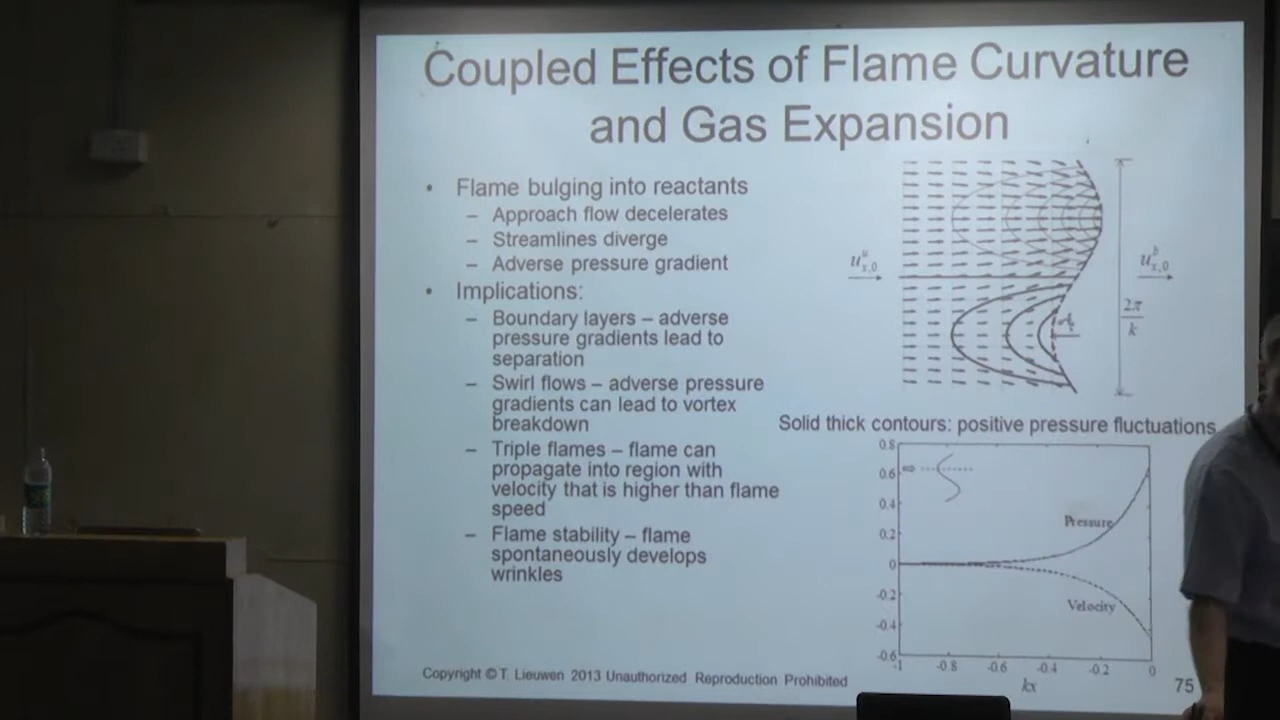 Coupled Effects of Flame Curvature
and Gas Expansion
• Flame bulging into reactants
– Approach flow decelerates
– Streamlines diverge
– Adverse pressure gradient
• Implications:
– Boundary layers – adverse
pressure gradients lead to
separation
– Swirl flows – adverse pressure
gradients can lead to vortex
breakdown
– Triple flames – flame can
propagate into region with
velocity that is higher than flame
speed
– Flame stability – flame
spontaneously develops
wrinkles
u^u_{x,0}
u^b_{x,0}
2π
k
Solid thick contours: positive pressure fluctuations
0.8
0.6
0.4
0.2
0
-0.2
-0.4
-0.6
Pressure
Velocity
-1 -0.8 -0.6 -0.4 -0.2 0
kx
Copyright © T. Lieuwen 2013 Unauthorized Reproduction Prohibited
75